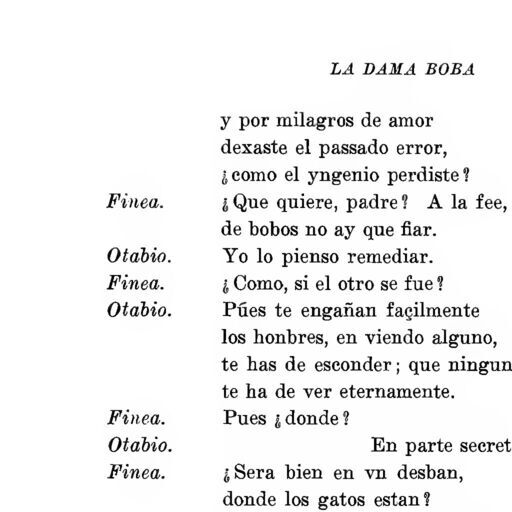 LA DAMA BOBA
y por milagros de amor
dexaste el passado error,
¿como el yngenio perdiste?
Finea. ¿Que quiere, padre? A la fee,
de bobos no ay que fiar.
Otabio. Yo lo pienso remediar.
Finea. ¿Como, si el otro se fue?
Otabio. Púes te engañan façilmente
los honbres, en viendo alguno,
te has de esconder; que ningun
te ha de ver eternamente.
Finea. Pues ¿donde?
Otabio. En parte secret
Finea. ¿Sera bien en vn desban,
donde los gatos estan?